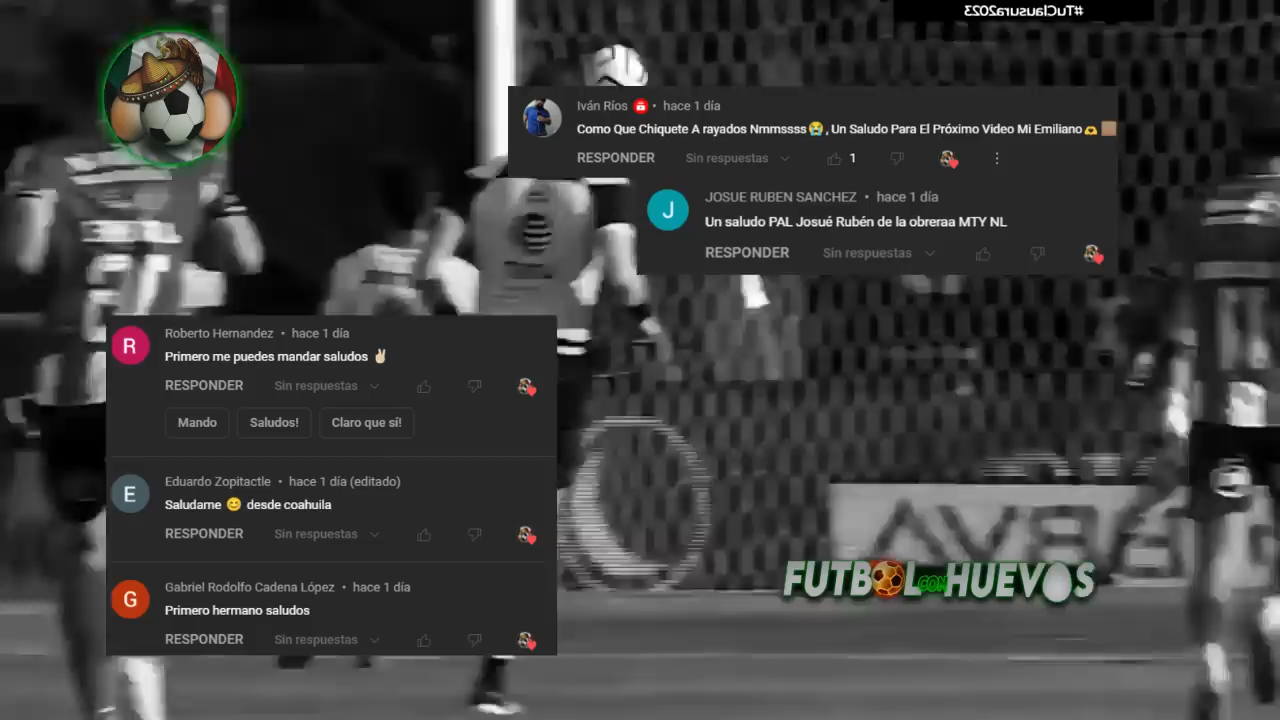 #TuClausura2023
Iván Ríos • hace 1 día
Como Que Chiquete A rayados Nmmssss😭, Un Saludo Para El Próximo Video Mi Emiliano🫶🏽
RESPONDER Sin respuestas 1
JOSUE RUBEN SANCHEZ • hace 1 día
Un saludo PAL Josué Rubén de la obreraa MTY NL
RESPONDER Sin respuestas
Roberto Hernandez • hace 1 día
Primero me puedes mandar saludos ✌🏻
RESPONDER Sin respuestas
Mando Saludos! Claro que sí!
Eduardo Zopitactle • hace 1 día (editado)
Saludame 😊 desde coahuila
RESPONDER Sin respuestas
Gabriel Rodolfo Cadena López • hace 1 día
Primero hermano saludos
RESPONDER Sin respuestas
FUTBOL CON HUEVOS